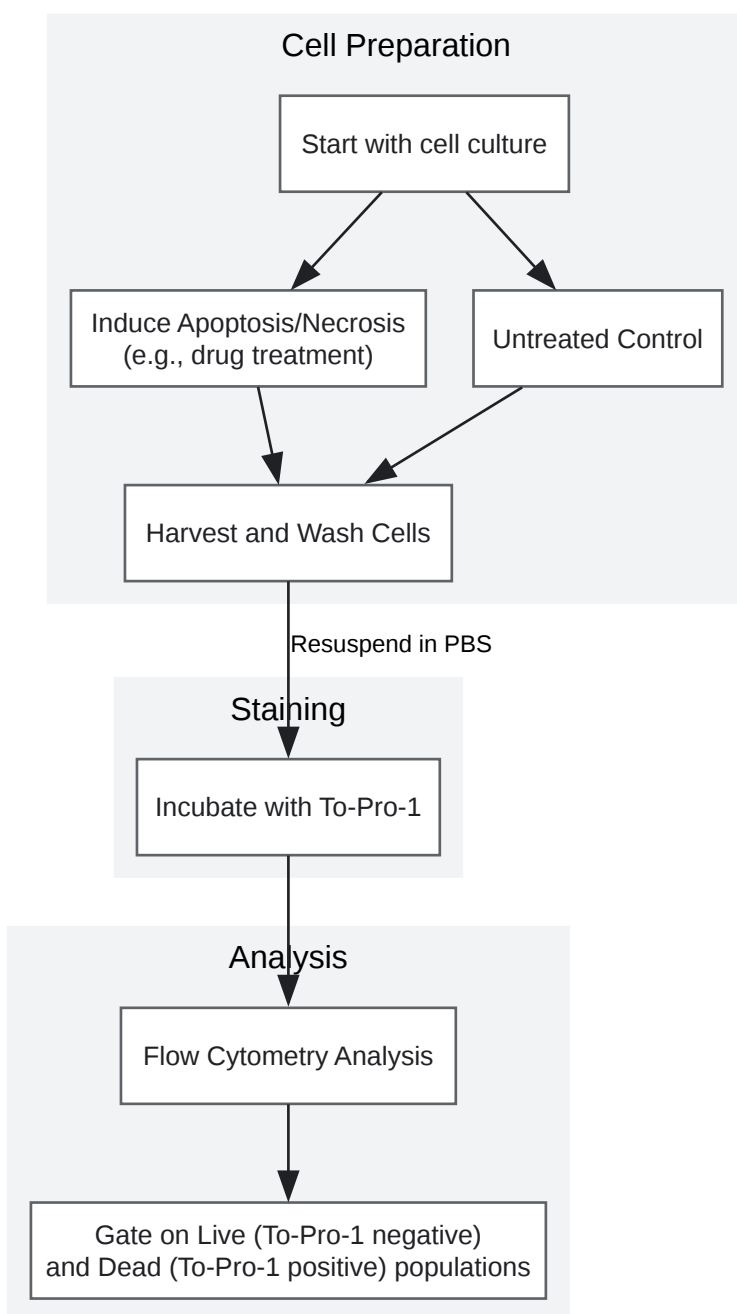 Cell Preparation
Start with cell culture
Induce Apoptosis/Necrosis
(e.g., drug treatment)
Untreated Control
Harvest and Wash Cells
Resuspend in PBS
Staining
Incubate with To-Pro-1
Analysis
Flow Cytometry Analysis
Gate on Live (To-Pro-1 negative)
and Dead (To-Pro-1 positive) populations